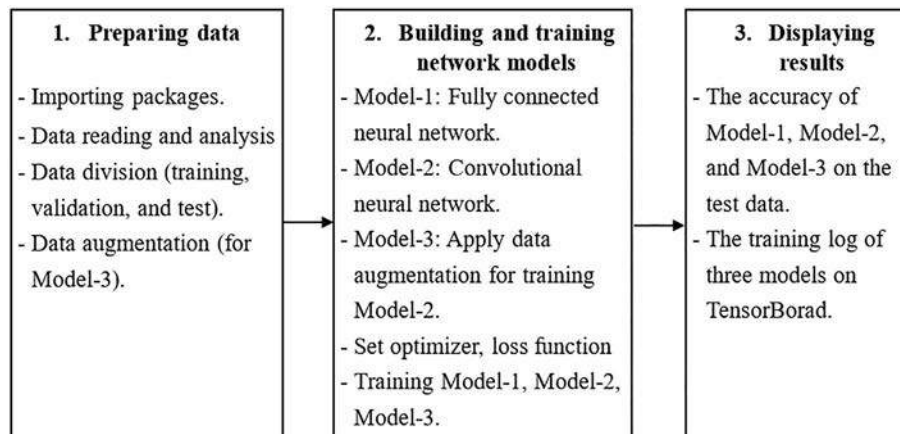 1. Preparing data
- Importing packages.
- Data reading and analysis
- Data division (training,
validation, and test).
- Data augmentation (for
Model-3).
2. Building and training
network models
- Model-1: Fully connected
neural network.
- Model-2: Convolutional
neural network.
- Model-3: Apply data
augmentation for training
Model-2.
- Set optimizer, loss function
- Training Model-1, Model-2,
Model-3.
3. Displaying
results
- The accuracy of
Model-1, Model-2,
and Model-3 on the
test data.
- The training log of
three models on
TensorBorad.